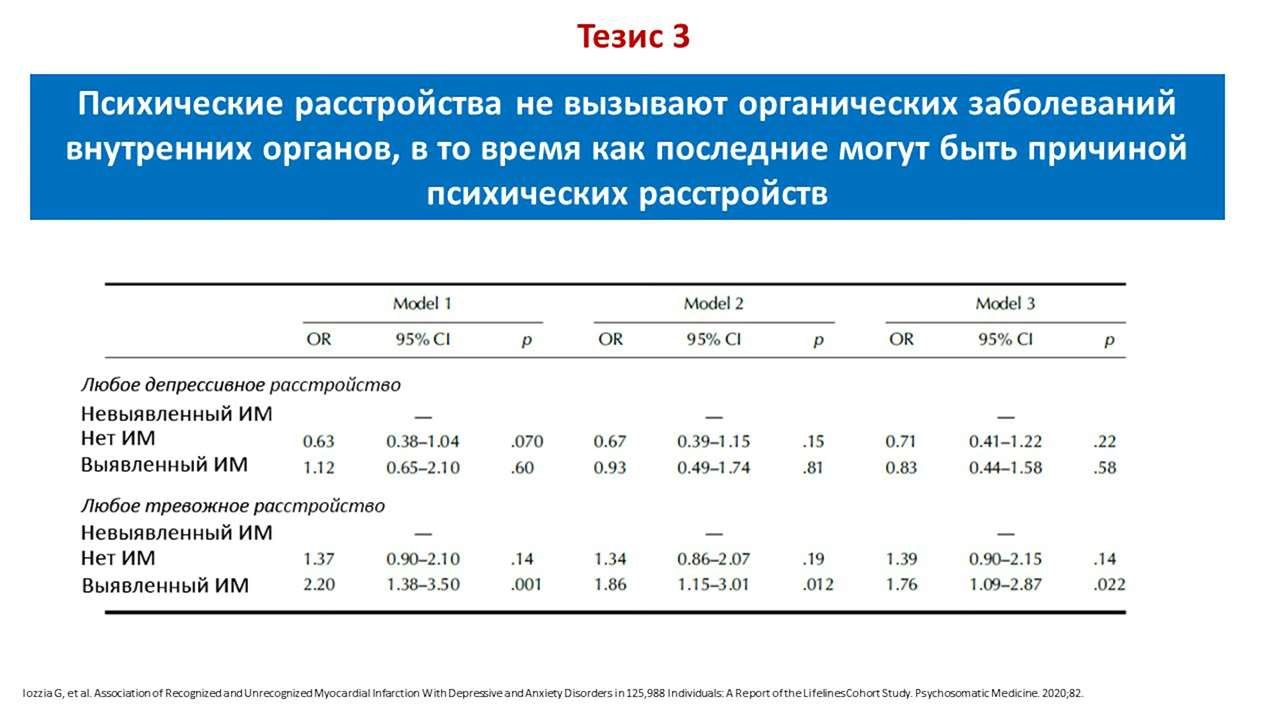 Тезис 3
Психические расстройства не вызывают органических заболеваний
внутренних органов, в то время как последние могут быть причиной
психических расстройств
Model 1 Model 2 Model 3
OR 95% CI p OR 95% CI p OR 95% CI p
Любое депрессивное расстройство
Невыявленный ИМ — — —
Нет ИМ 0.63 0.38–1.04 .070 0.67 0.39–1.15 .15 0.71 0.41–1.22 .22
Выявленный ИМ 1.12 0.65–2.10 .60 0.93 0.49–1.74 .81 0.83 0.44–1.58 .58
Любое тревожное расстройство
Невыявленный ИМ — — —
Нет ИМ 1.37 0.90–2.10 .14 1.34 0.86–2.07 .19 1.39 0.90–2.15 .14
Выявленный ИМ 2.20 1.38–3.50 .001 1.86 1.15–3.01 .012 1.76 1.09–2.87 .022
Iozzia G, et al. Association of Recognized and Unrecognized Myocardial Infarction With Depressive and Anxiety Disorders in 125,988 Individuals: A Report of the Lifelines Cohort Study. Psychosomatic Medicine. 2020;82.